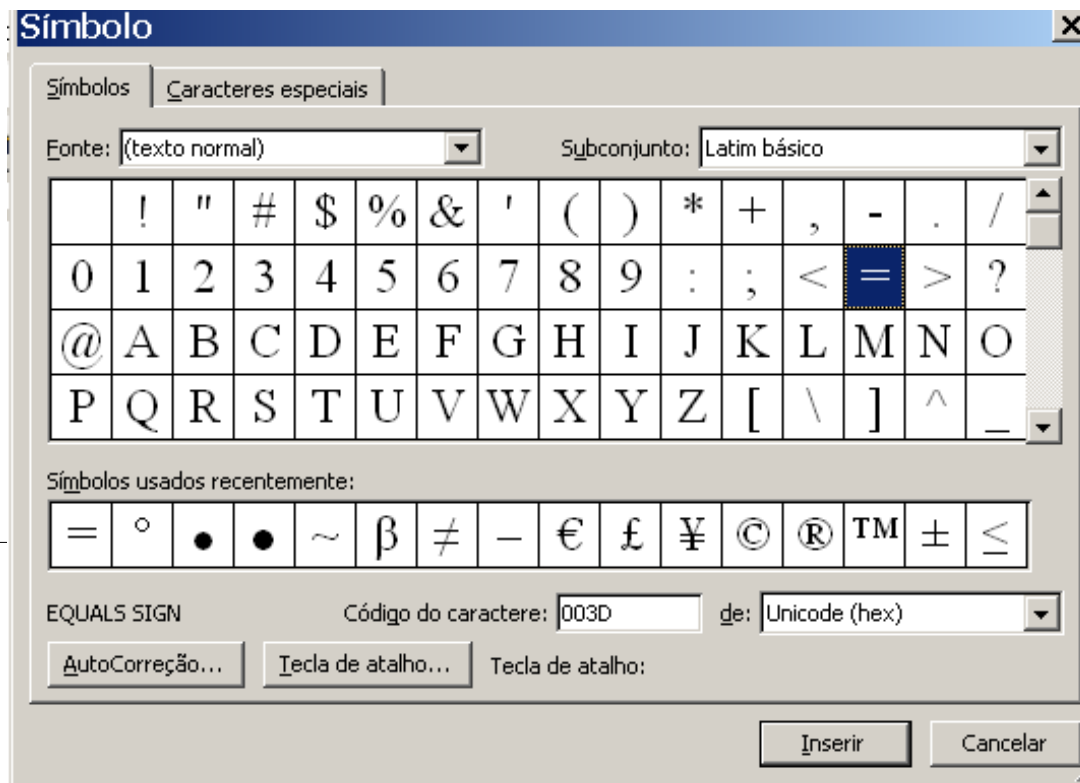 Símbolo
Símbolos Caracteres especiais
Fonte: (texto normal) Subconjunto: Latim básico
! " # $ % & ' ( ) * + , - . /
0 1 2 3 4 5 6 7 8 9 : ; < = > ?
@ A B C D E F G H I J K L M N O
P Q R S T U V W X Y Z [ \ ] ^ _
Símbolos usados recentemente:
= ° ● ● ~ β ≠ – € £ ¥ © ® ™ ± ≤
EQUALS SIGN Código do caractere: 003D de: Unicode (hex)
AutoCorreção... Tecla de atalho... Tecla de atalho:
Inserir Cancelar